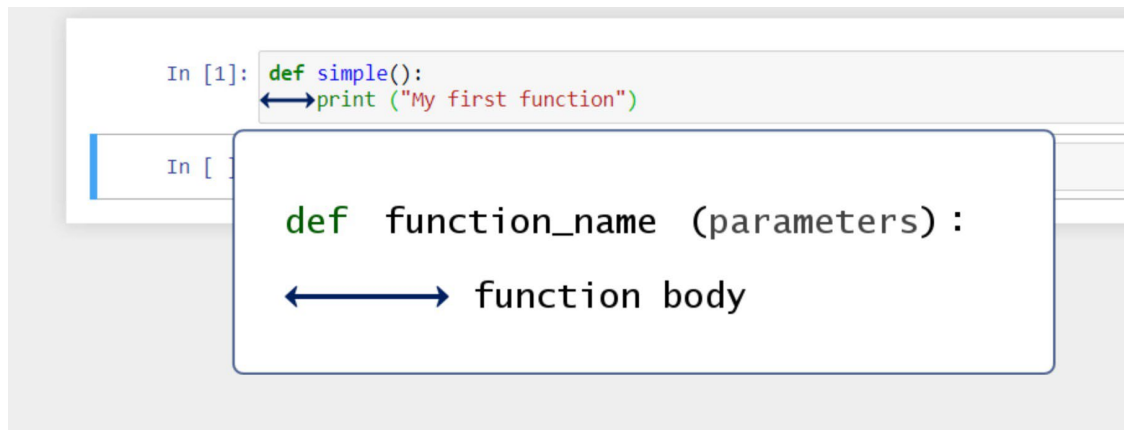 In [1]: def simple():
print ("My first function")
In [ ]
def function_name (parameters):
function body